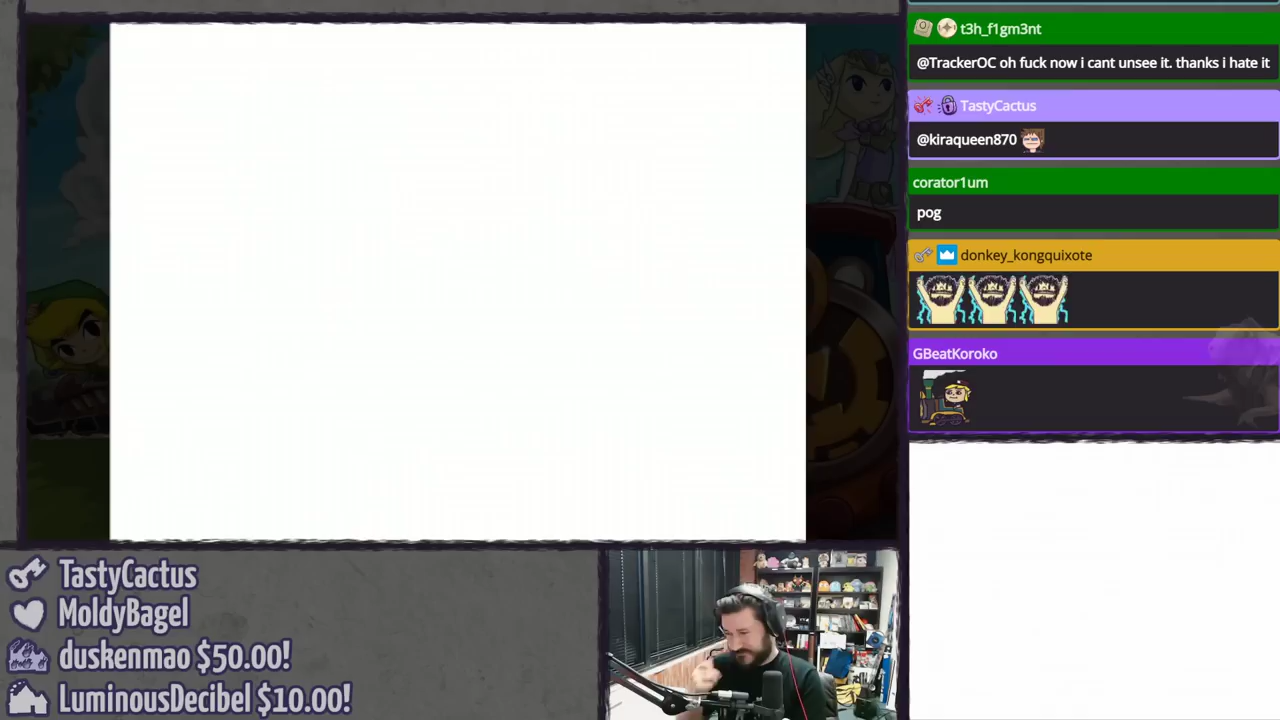 t3h_f1gm3nt
@TrackerOC oh fuck now i cant unsee it. thanks i hate it
TastyCactus
@kiraqueen870
corator1um
pog
donkey_kongquixote
GBeatKoroko
TastyCactus
MoldyBagel
duskenmao $50.00!
LuminousDecibel $10.00!